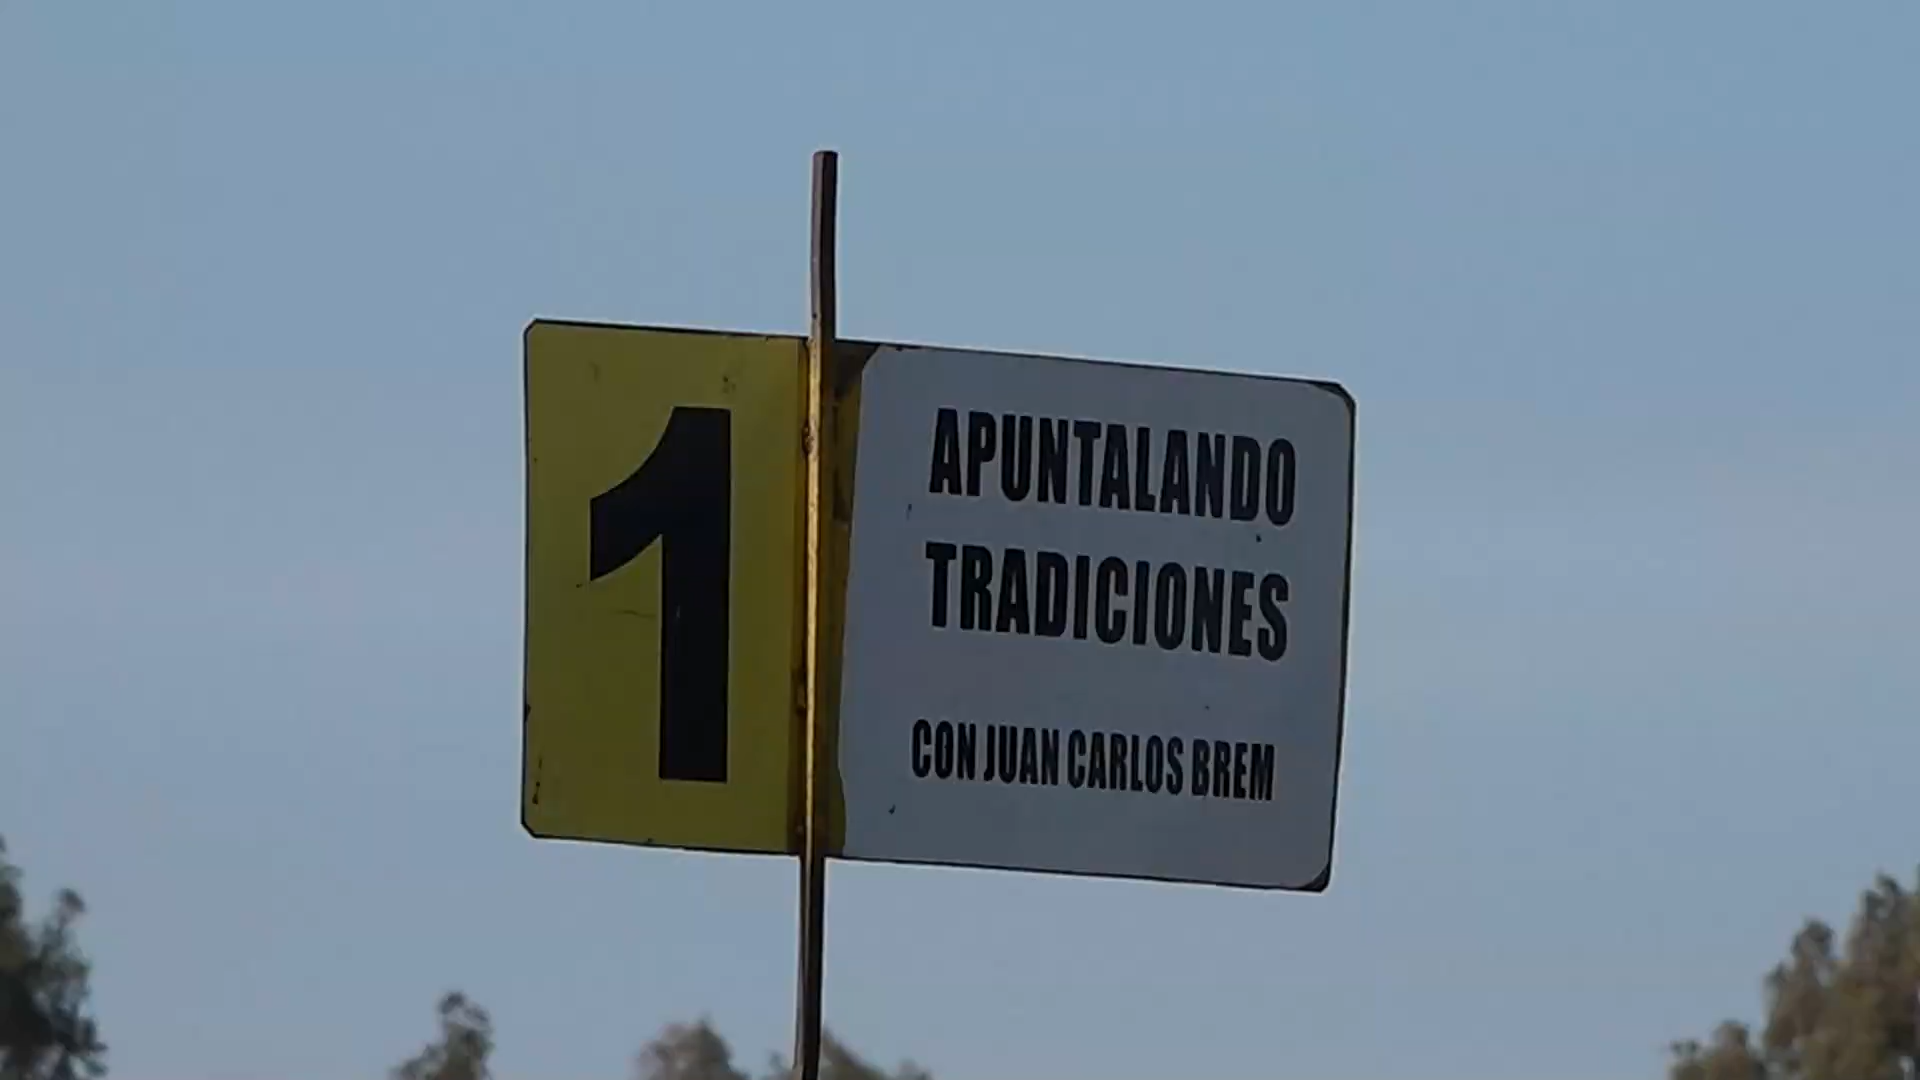 1
APUNTALANDO
TRADICIONES
CON JUAN CARLOS BREM